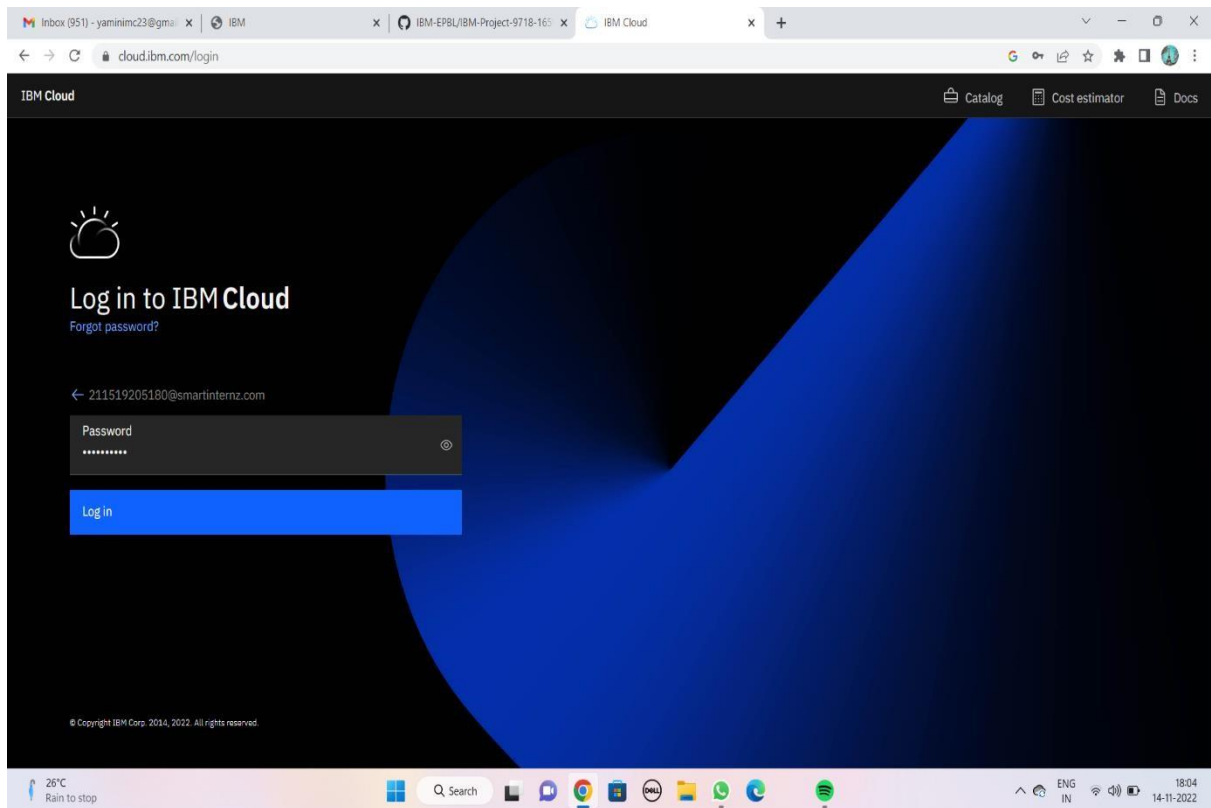 Inbox (951) - yaminimc23@gmai
IBM
IBM-EPBL/IBM-Project-9718-165
IBM Cloud
cloud.ibm.com/login
IBM Cloud
Catalog
Cost estimator
Docs
Log in to IBM Cloud
Forgot password?
211519205180@smartinternz.com
Password
••••••••••
Log in
© Copyright IBM Corp. 2014, 2022. All rights reserved.
26°C
Rain to stop
Search
DELL
ENG
IN
18:04
14-11-2022